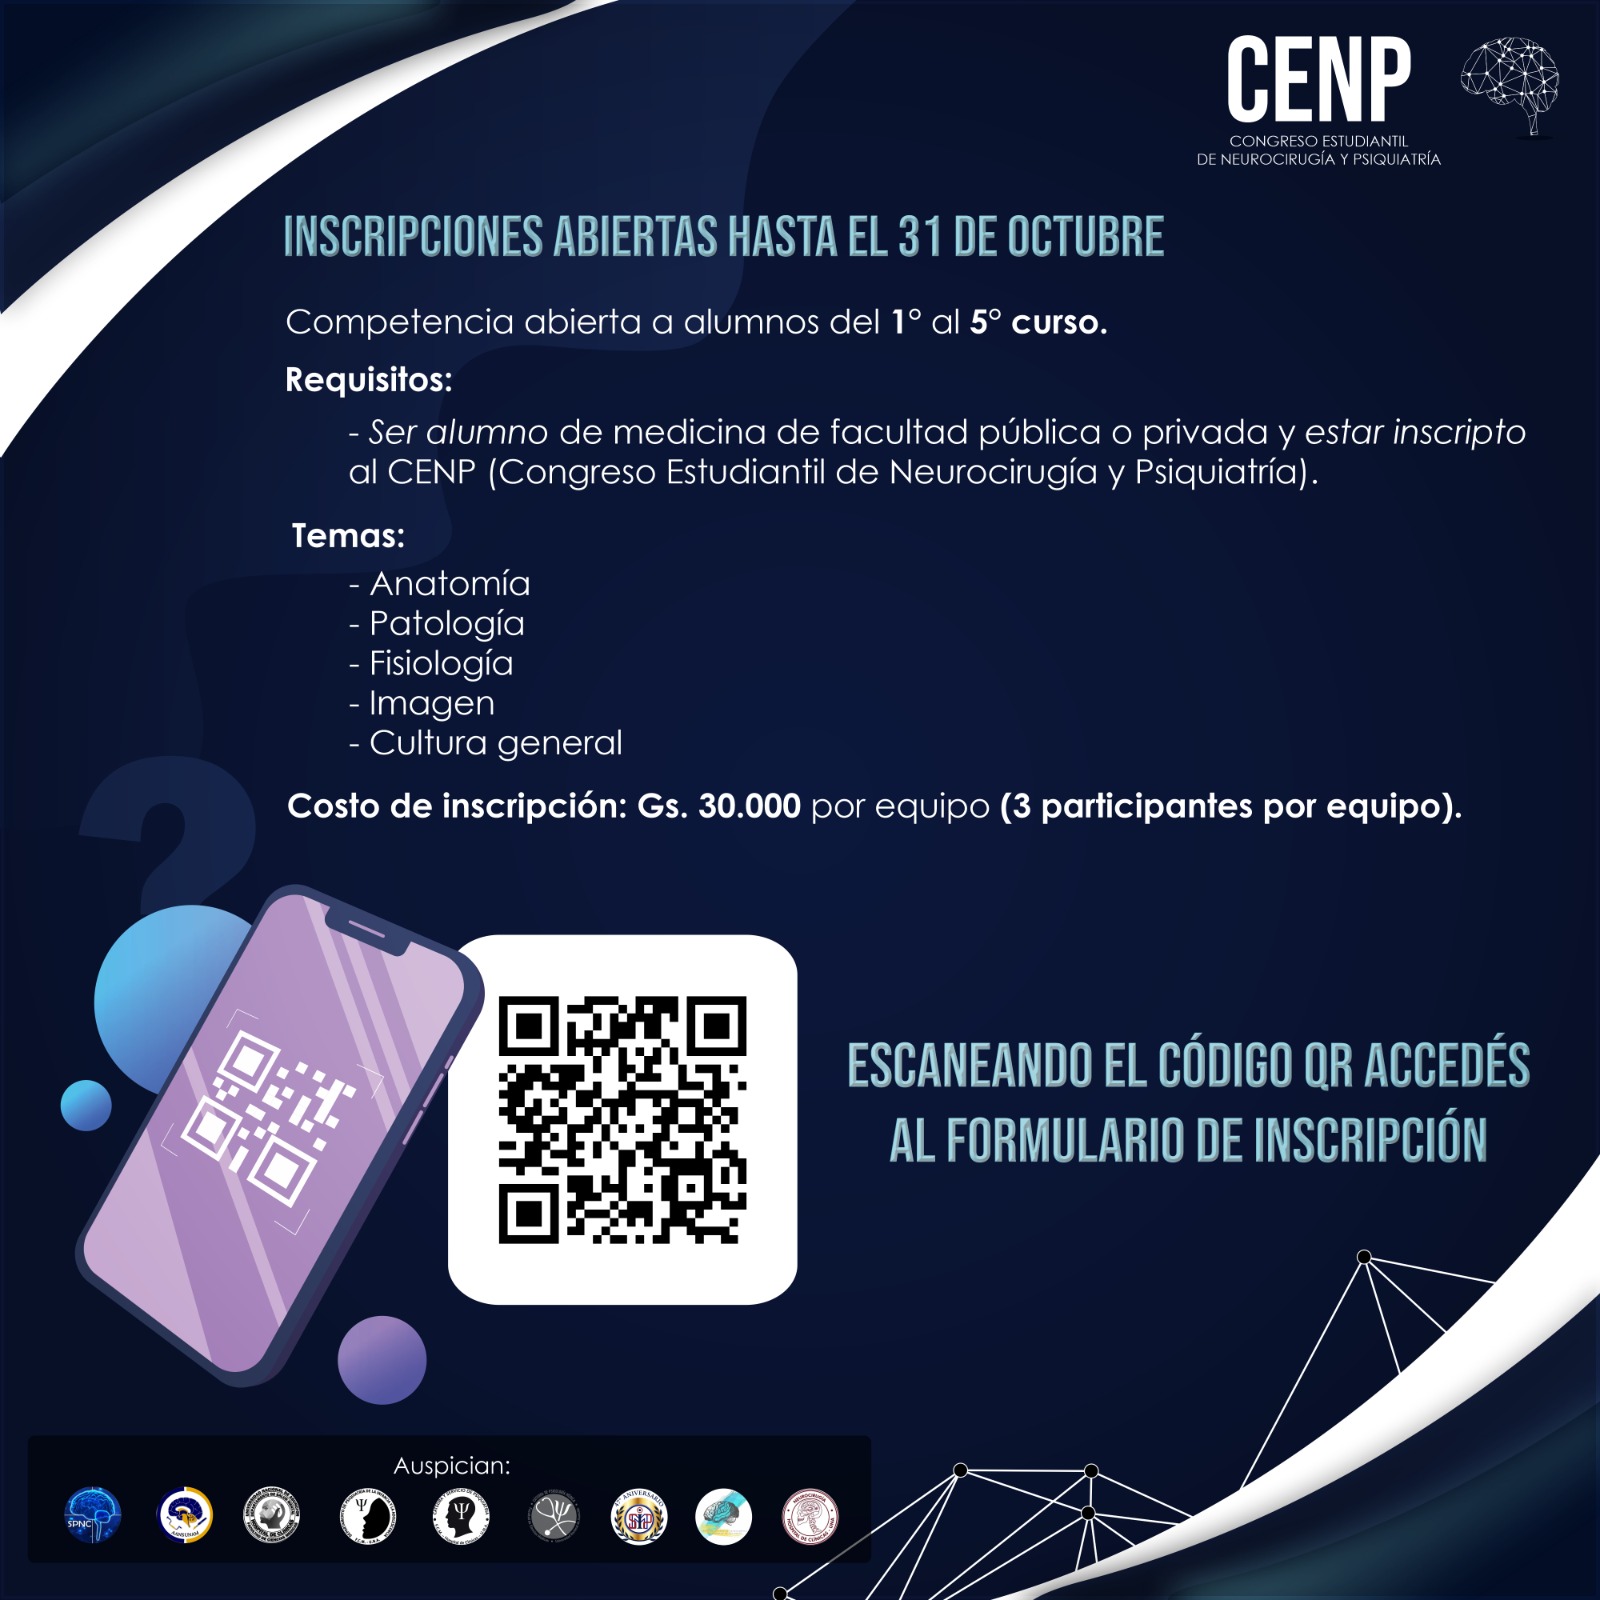 CENP
CONGRESO ESTUDIANTIL
DE NEUROCIRUGÍA Y PSIQUIATRÍA
INSCRIPCIONES ABIERTAS HASTA EL 31 DE OCTUBRE
Competencia abierta a alumnos del 1° al 5° curso.
Requisitos:
- Ser alumno de medicina de facultad pública o privada y estar inscripto
al CENP (Congreso Estudiantil de Neurocirugía y Psiquiatría).
Temas:
- Anatomía
- Patología
- Fisiología
- Imagen
- Cultura general
Costo de inscripción: Gs. 30.000 por equipo (3 participantes por equipo).
ESCANEANDO EL CÓDIGO QR ACCEDÉS
AL FORMULARIO DE INSCRIPCIÓN
Auspician:
SPNC